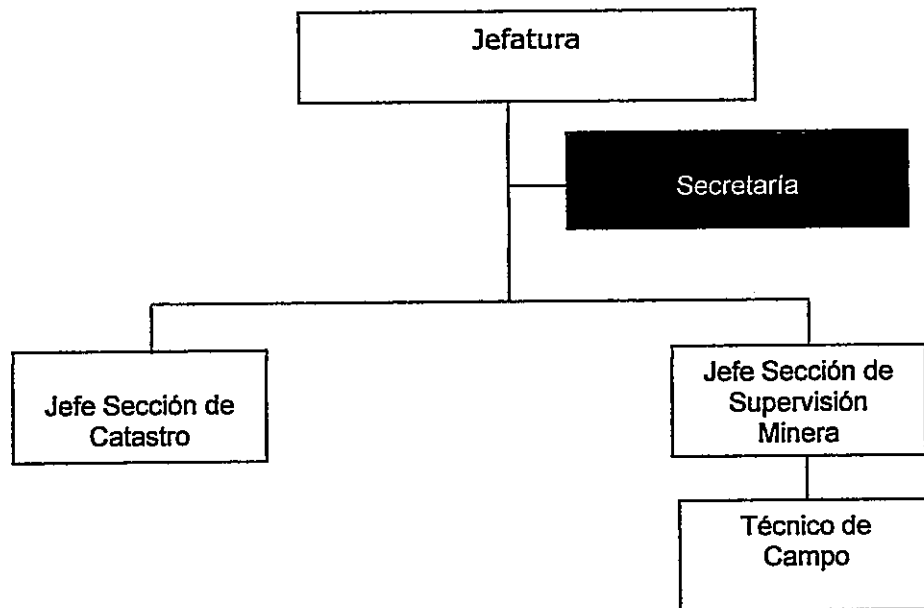 Jefatura
Secretaría
Jefe Sección de
Catastro
Jefe Sección de
Supervisión
Minera
Técnico de
Campo